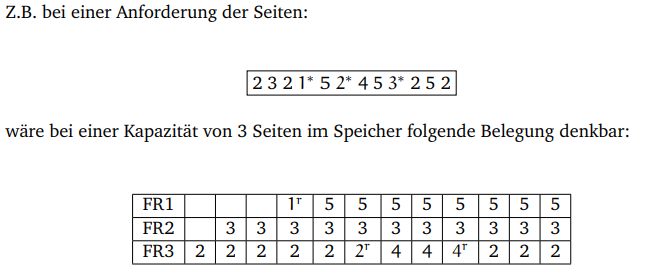 Z.B. bei einer Anforderung der Seiten:
2 3 2 1* 5 2* 4 5 3* 2 5 2
wäre bei einer Kapazität von 3 Seiten im Speicher folgende Belegung denkbar:
FR1 1ʳ 5 5 5 5 5 5 5 5
FR2 3 3 3 3 3 3 3 3 3 3 3
FR3 2 2 2 2 2 2ʳ 4 4 4ʳ 2 2 2